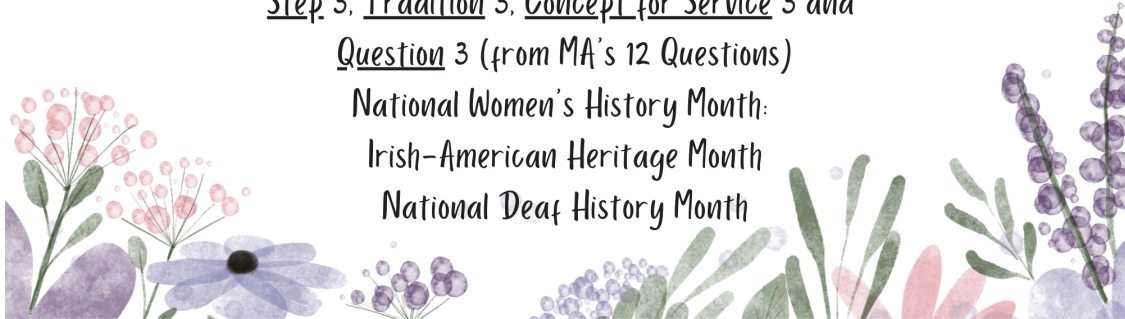 Step 3, Tradition 3, Concept for Service 3 and
Question 3 (from MA's 12 Questions)
National Women's History Month:
Irish-American Heritage Month
National Deaf History Month